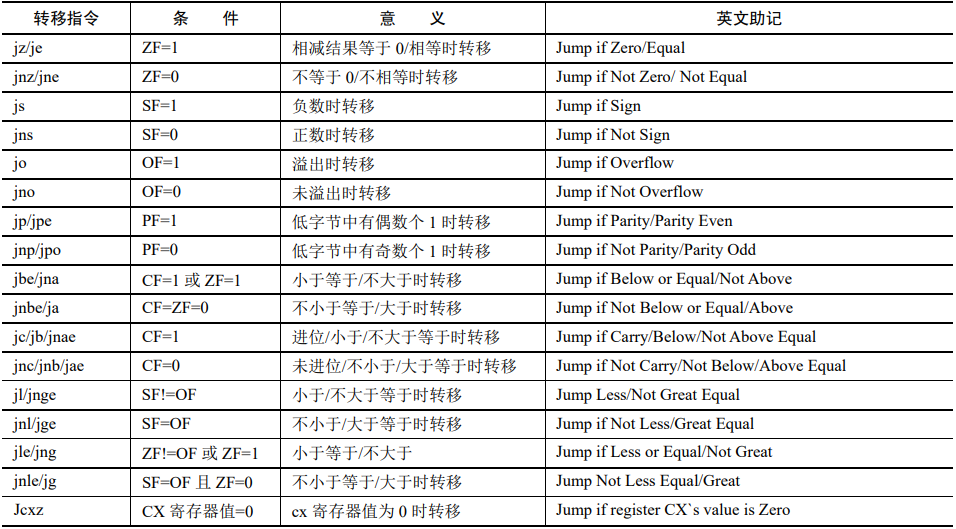 转移指令 条 件 意 义 英文助记
jz/je ZF=1 相减结果等于 0/相等时转移 Jump if Zero/Equal
jnz/jne ZF=0 不等于 0/不相等时转移 Jump if Not Zero/ Not Equal
js SF=1 负数时转移 Jump if Sign
jns SF=0 正数时转移 Jump if Not Sign
jo OF=1 溢出时转移 Jump if Overflow
jno OF=0 未溢出时转移 Jump if Not Overflow
jp/jpe PF=1 低字节中有偶数个 1 时转移 Jump if Parity/Parity Even
jnp/jpo PF=0 低字节中有奇数个 1 时转移 Jump if Not Parity/Parity Odd
jbe/jna CF=1 或 ZF=1 小于等于/不大于时转移 Jump if Below or Equal/Not Above
jnbe/ja CF=ZF=0 不小于等于/大于时转移 Jump if Not Below or Equal/Above
jc/jb/jnae CF=1 进位/小于/不大于等于时转移 Jump if Carry/Below/Not Above Equal
jnc/jnb/jae CF=0 未进位/不小于/大于等于时转移 Jump if Not Carry/Not Below/Above Equal
jl/jnge SF!=OF 小于/不大于等于时转移 Jump Less/Not Great Equal
jnl/jge SF=OF 不小于/大于等于时转移 Jump if Not Less/Great Equal
jle/jng ZF!=OF 或 ZF=1 小于等于/不大于 Jump if Less or Equal/Not Great
jnle/jg SF=OF 且 ZF=0 不小于等于/大于时转移 Jump Not Less Equal/Great
Jcxz CX 寄存器值=0 cx 寄存器值为 0 时转移 Jump if register CX`s value is Zero